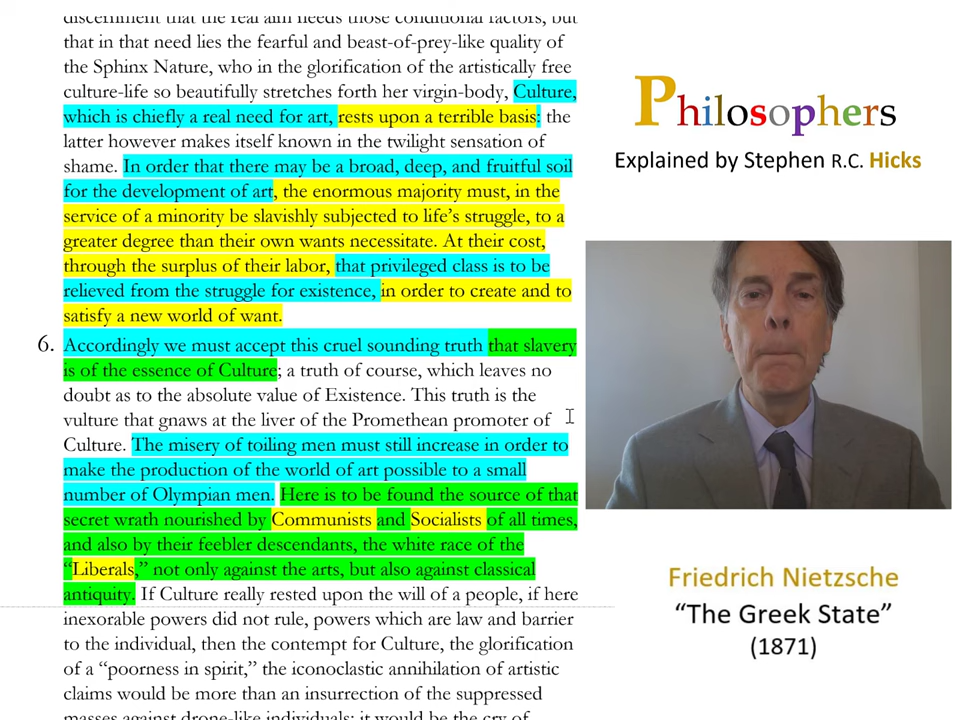 discernment that the real aim needs those conditional factors, but
that in that need lies the fearful and beast-of-prey-like quality of
the Sphinx Nature, who in the glorification of the artistically free
culture-life so beautifully stretches forth her virgin-body, Culture,
which is chiefly a real need for art, rests upon a terrible basis: the
latter however makes itself known in the twilight sensation of
shame. In order that there may be a broad, deep, and fruitful soil
for the development of art, the enormous majority must, in the
service of a minority be slavishly subjected to life’s struggle, to a
greater degree than their own wants necessitate. At their cost,
through the surplus of their labor, that privileged class is to be
relieved from the struggle for existence, in order to create and to
satisfy a new world of want.
6. Accordingly we must accept this cruel sounding truth that slavery
is of the essence of Culture; a truth of course, which leaves no
doubt as to the absolute value of Existence. This truth is the
vulture that gnaws at the liver of the Promethean promoter of
Culture. The misery of toiling men must still increase in order to
make the production of the world of art possible to a small
number of Olympian men. Here is to be found the source of that
secret wrath nourished by Communists and Socialists of all times,
and also by their feebler descendants, the white race of the
“Liberals,” not only against the arts, but also against classical
antiquity. If Culture really rested upon the will of a people, if here
inexorable powers did not rule, powers which are law and barrier
to the individual, then the contempt for Culture, the glorification
of a “poorness in spirit,” the iconoclastic annihilation of artistic
claims would be more than an insurrection of the suppressed
masses against drone-like individuals; it would be the cry of
Philosophers
Explained by Stephen R.C. Hicks
Friedrich Nietzsche
“The Greek State”
(1871)